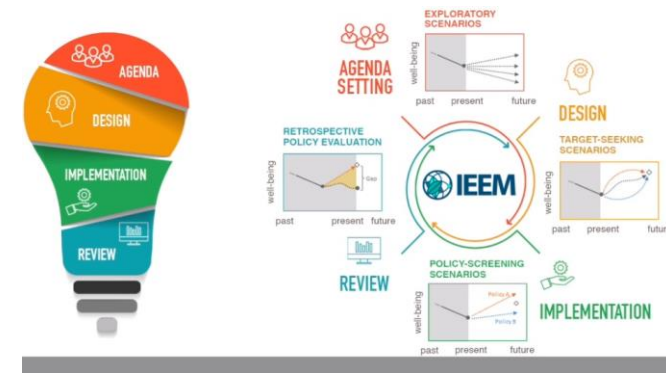 AGENDA
DESIGN
IMPLEMENTATION
REVIEW
EXPLORATORY
SCENARIOS
AGENDA
SETTING
well-being
past present future
DESIGN
TARGET-SEEKING
SCENARIOS
well-being
past present futur
RETROSPECTIVE
POLICY EVALUATION
well-being
Gap
past present future
IEEM
REVIEW
POLICY-SCREENING
SCENARIOS
well-being
Policy A
Policy B
past present future
IMPLEMENTATION